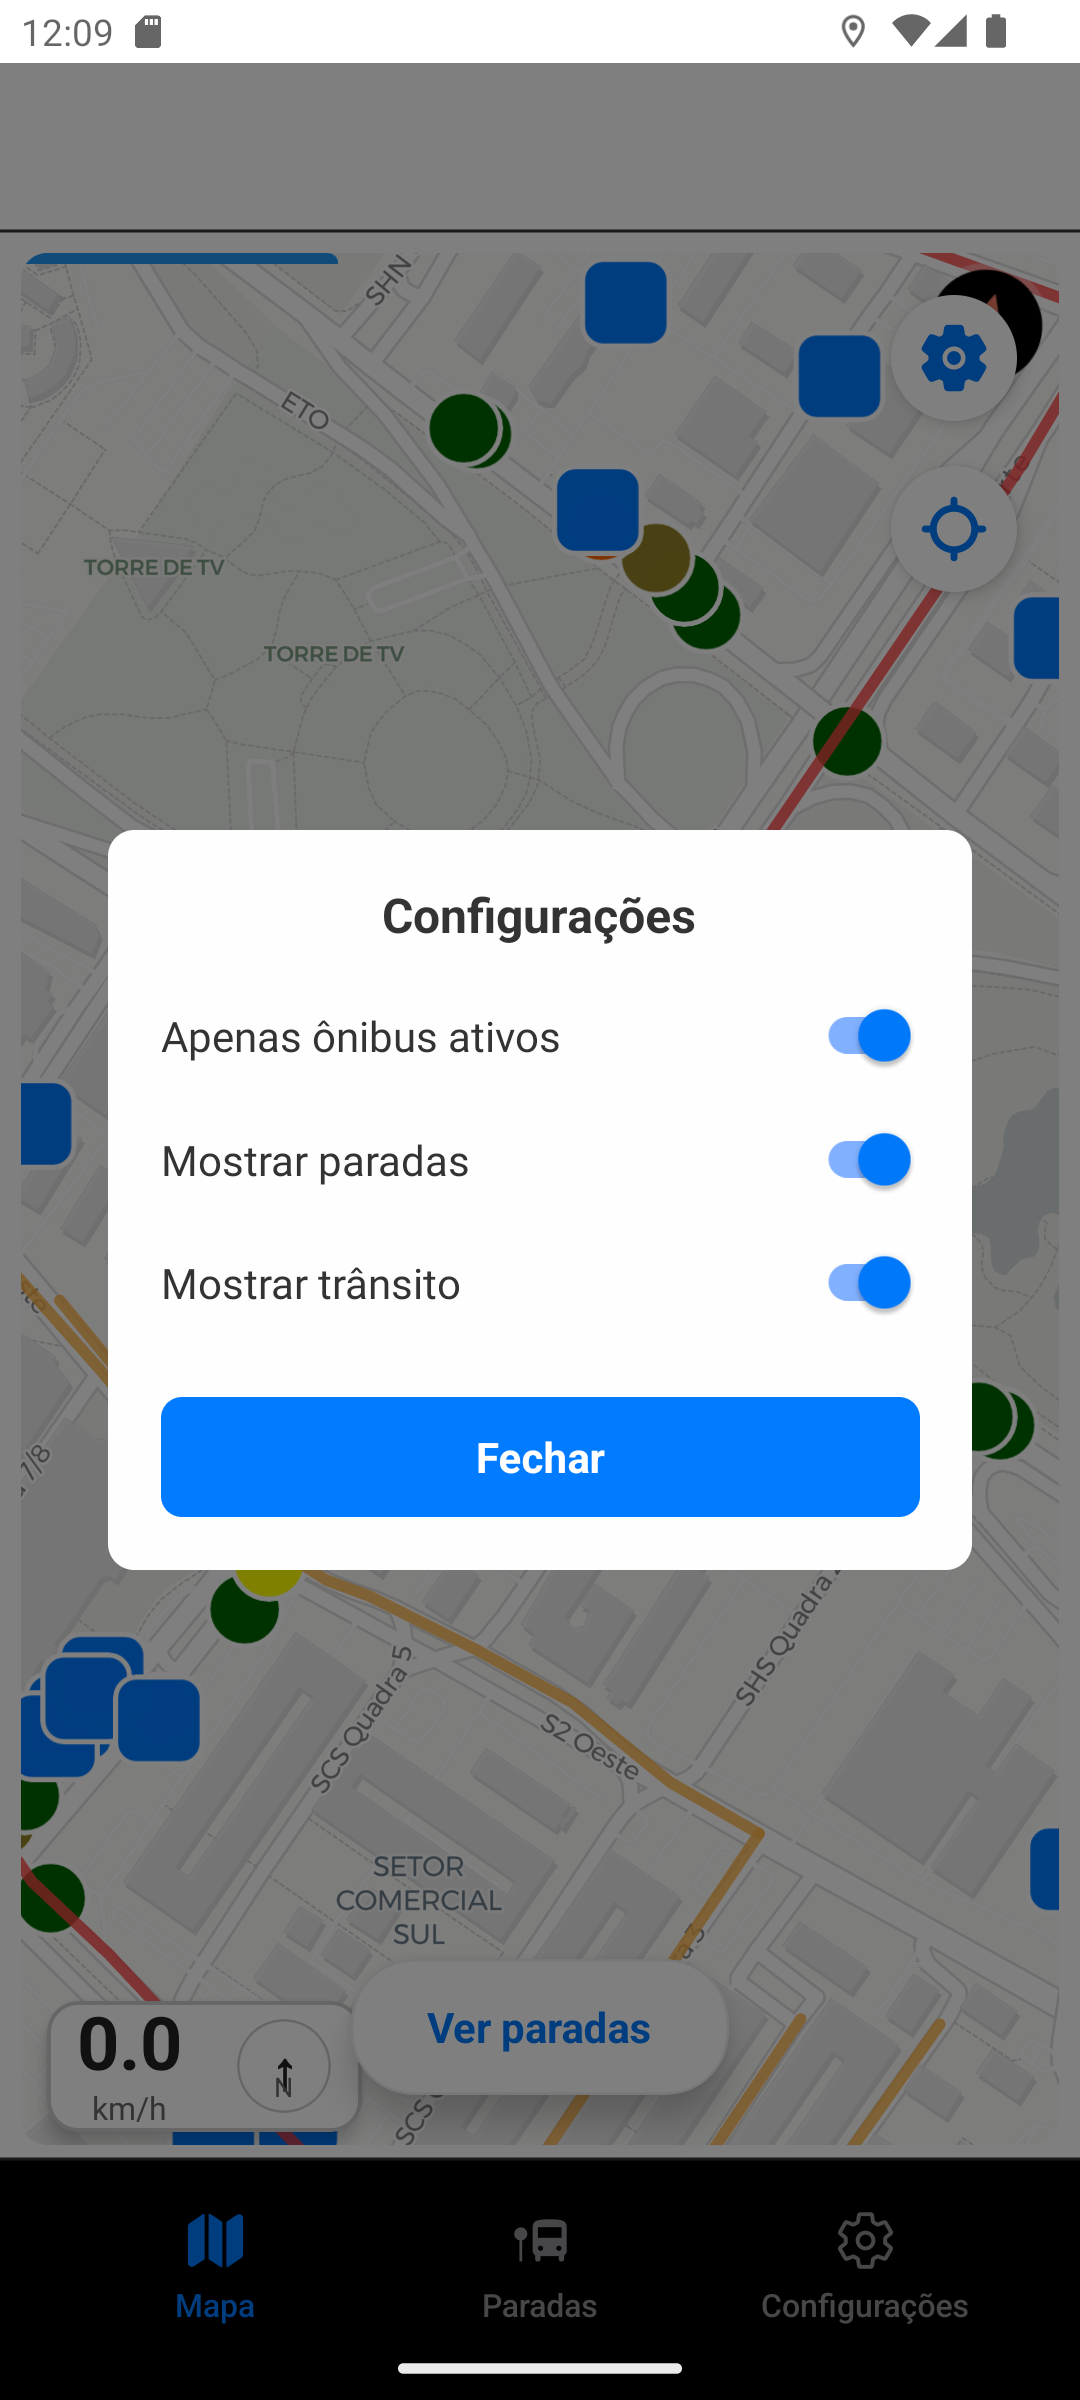 12:09
SHN
ETO
TORRE DE TV
TORRE DE TV
Configurações
Apenas ônibus ativos
Mostrar paradas
Mostrar trânsito
Fechar
SHS Quadra
SCS Quadra 5
S2 Oeste
SETOR
COMERCIAL
SUL
Ver paradas
0.0
km/h
N
SCS
Mapa
Paradas
Configurações